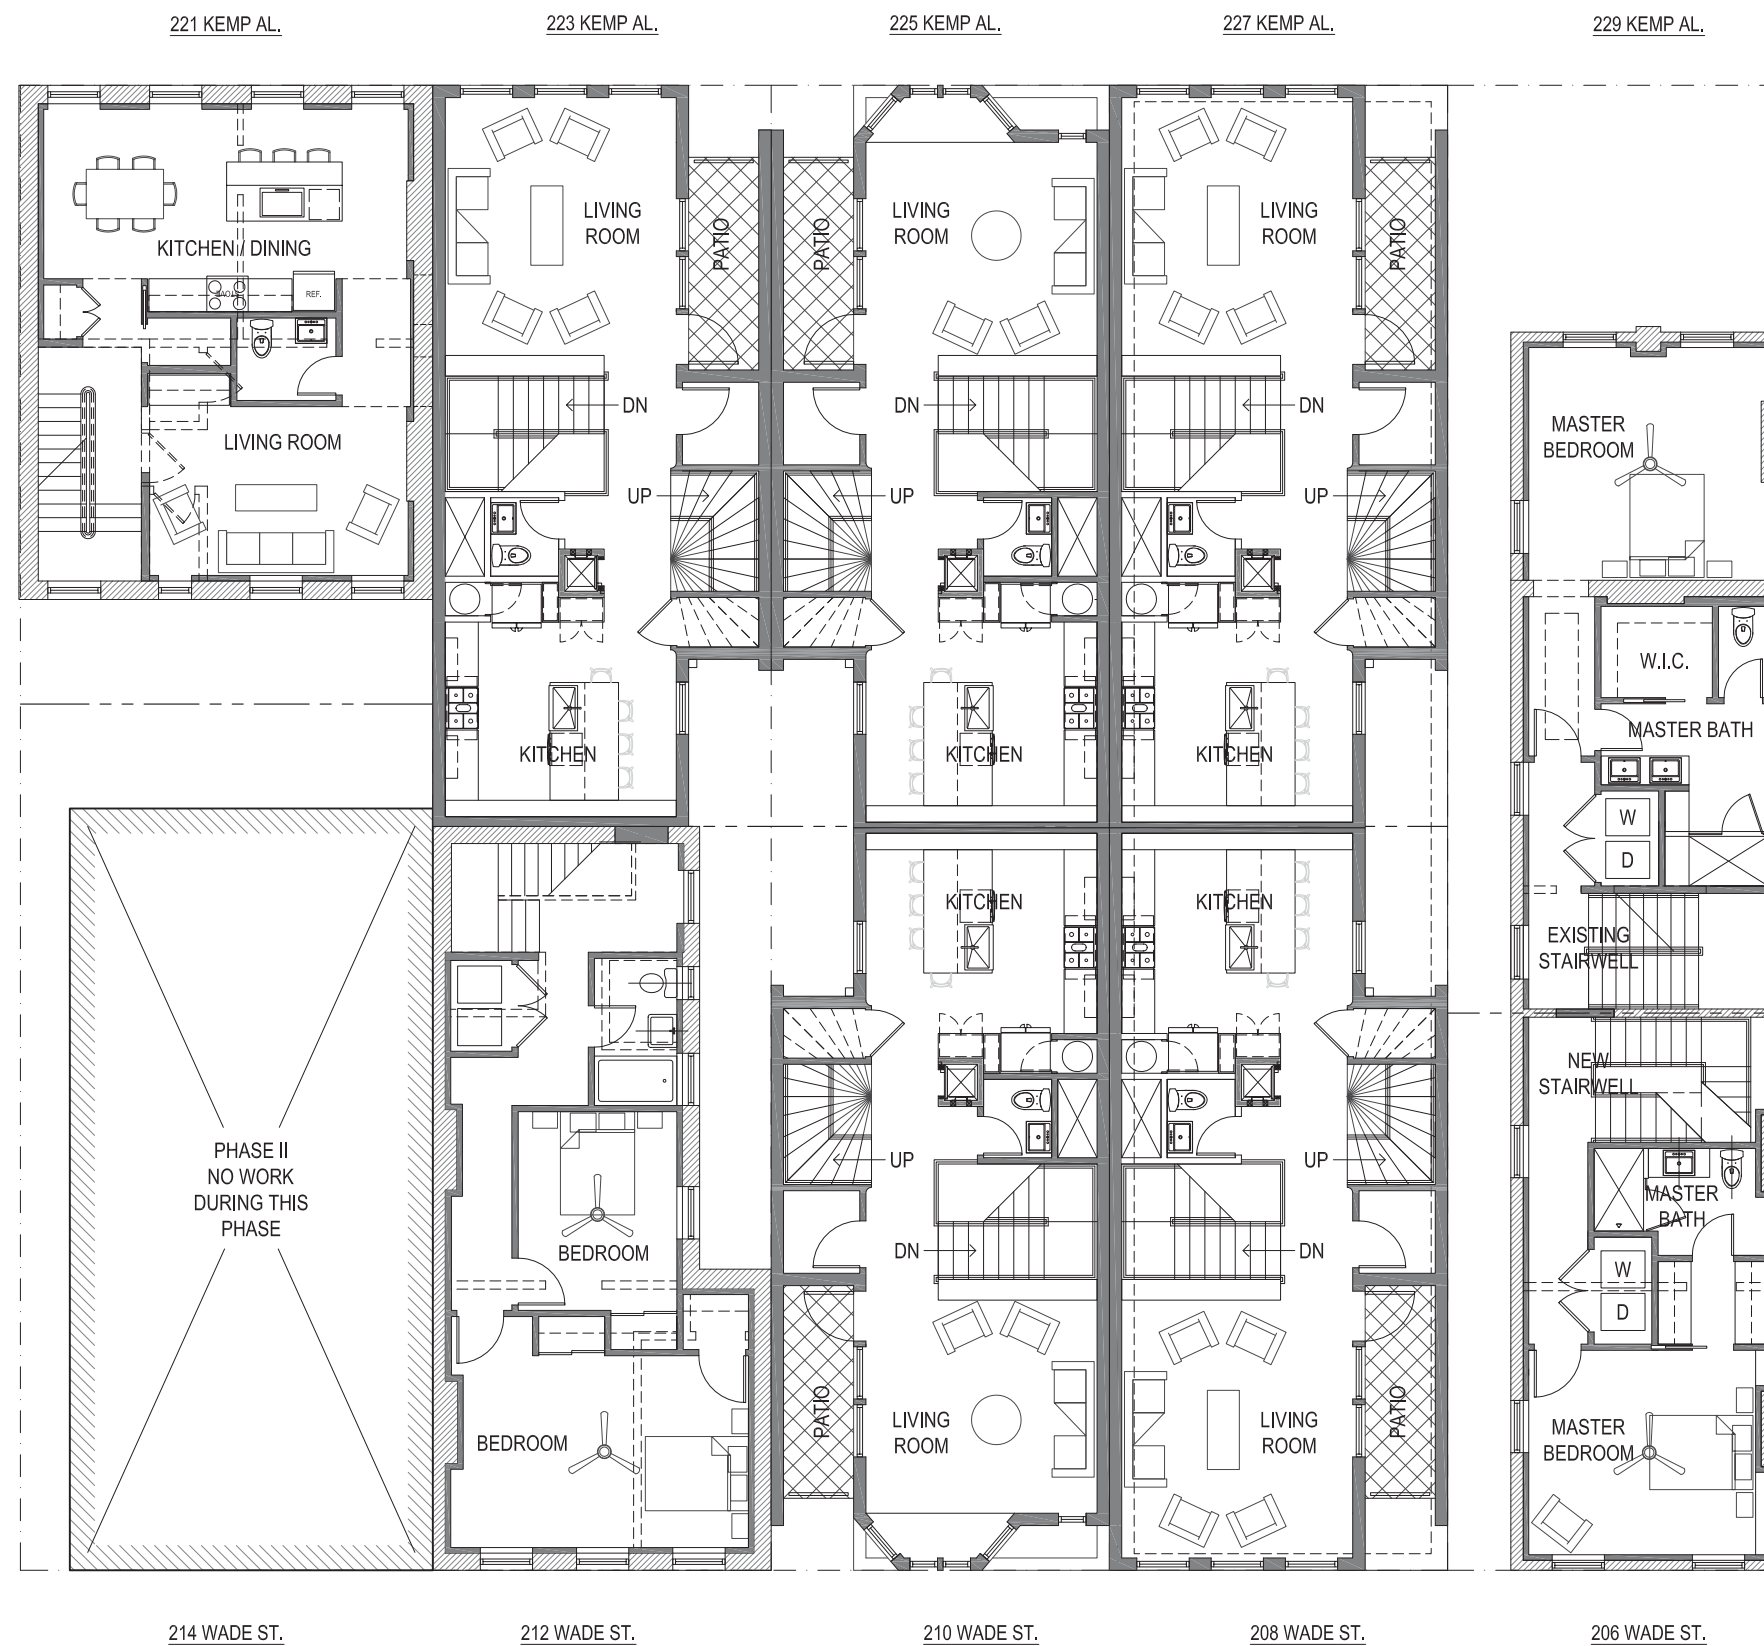 221 KEMP AL.
223 KEMP AL.
225 KEMP AL.
227 KEMP AL.
229 KEMP AL.
KITCHEN / DINING
STOVE
REF.
LIVING ROOM
LIVING
ROOM
PATIO
DN
UP
KITCHEN
PATIO
LIVING
ROOM
DN
UP
KITCHEN
LIVING
ROOM
PATIO
DN
UP
KITCHEN
MASTER
BEDROOM
W.I.C.
MASTER BATH
W
D
EXISTING
STAIRWELL
PHASE II
NO WORK
DURING THIS
PHASE
BEDROOM
BEDROOM
KITCHEN
UP
DN
PATIO
LIVING
ROOM
KITCHEN
UP
DN
LIVING
ROOM
PATIO
NEW
STAIRWELL
MASTER
BATH
W
D
MASTER
BEDROOM
214 WADE ST.
212 WADE ST.
210 WADE ST.
208 WADE ST.
206 WADE ST.